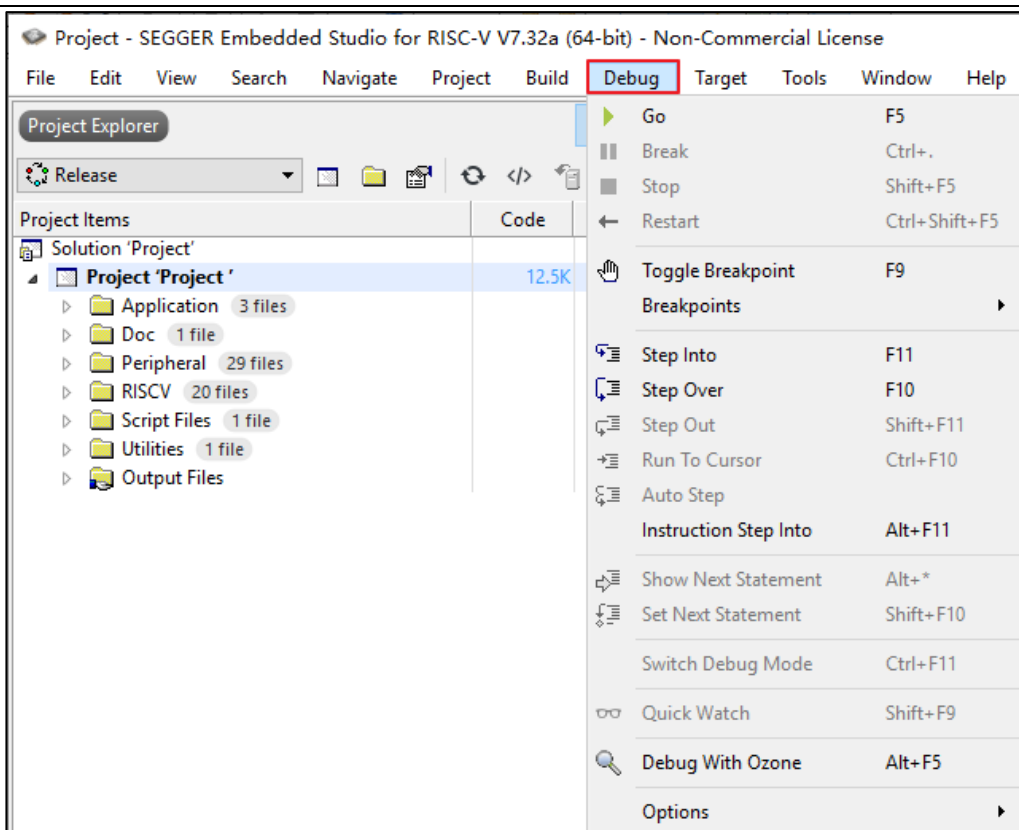 Project - SEGGER Embedded Studio for RISC-V V7.32a (64-bit) - Non-Commercial License
File Edit View Search Navigate Project Build Debug Target Tools Window Help
Project Explorer
Release
Project Items Code
Solution 'Project'
Project 'Project ' 12.5K
Application 3 files
Doc 1 file
Peripheral 29 files
RISCV 20 files
Script Files 1 file
Utilities 1 file
Output Files
Go F5
Break Ctrl+.
Stop Shift+F5
Restart Ctrl+Shift+F5
Toggle Breakpoint F9
Breakpoints
Step Into F11
Step Over F10
Step Out Shift+F11
Run To Cursor Ctrl+F10
Auto Step
Instruction Step Into Alt+F11
Show Next Statement Alt+*
Set Next Statement Shift+F10
Switch Debug Mode Ctrl+F11
Quick Watch Shift+F9
Debug With Ozone Alt+F5
Options